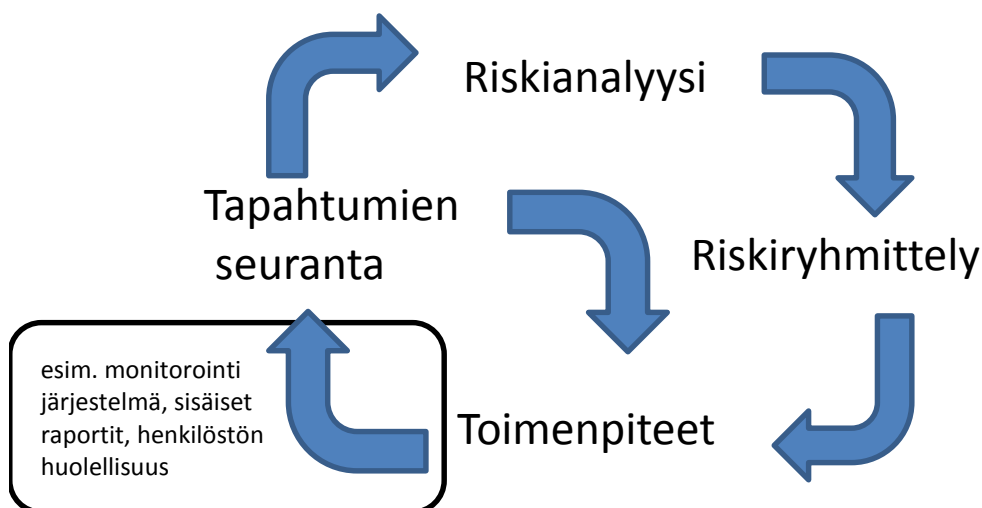 Riskianalyysi
Tapahtumien
seuranta
Riskiryhmittely
esim. monitorointi
järjestelmä, sisäiset
raportit, henkilöstön
huolellisuus
Toimenpiteet